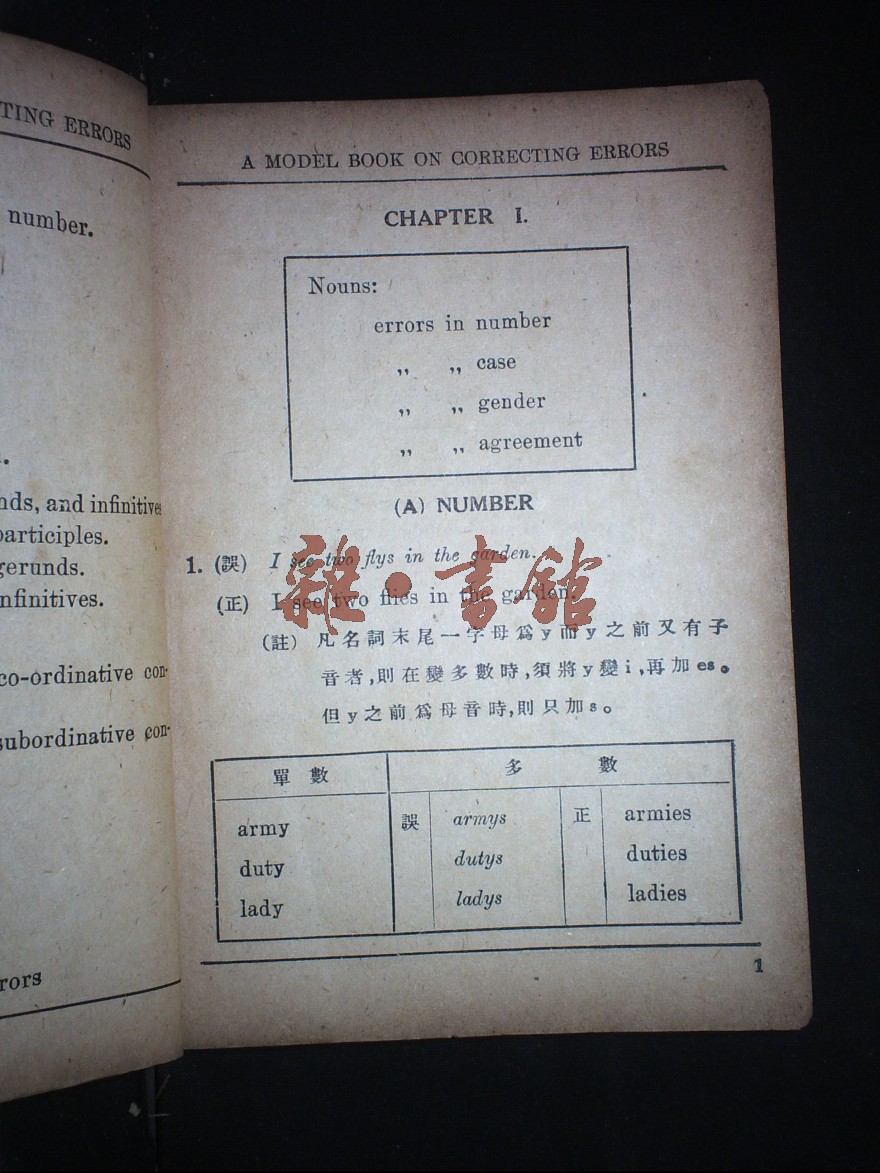 TING ERRORS
number.
nds, and infinitives
participles.
gerunds.
nfinitives.
co-ordinative con-
subordinative con-
rors
A MODEL BOOK ON CORRECTING ERRORS
CHAPTER I.
Nouns:
errors in number
,, ,, case
,, ,, gender
,, ,, agreement
(A) NUMBER
1. (誤) I see two flys in the garden.
(正) I see two flies in the garden.
(註) 凡名詞末尾一字母爲y而y之前又有子
音者,則在變多數時,須將y變i,再加es。
但y之前爲母音時,則只加s。
單數 多數
army 誤 armys 正 armies
duty dutys duties
lady ladys ladies
1
雜·書館